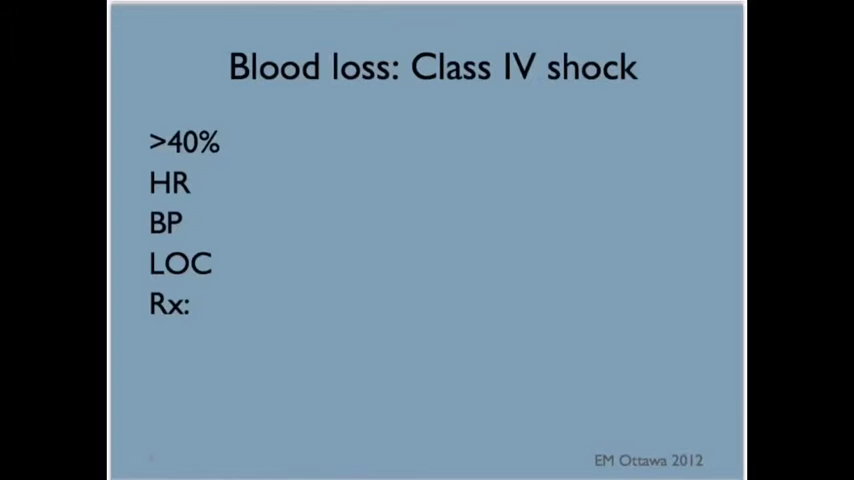 Blood loss: Class IV shock
>40%
HR
BP
LOC
Rx:
EM Ottawa 2012